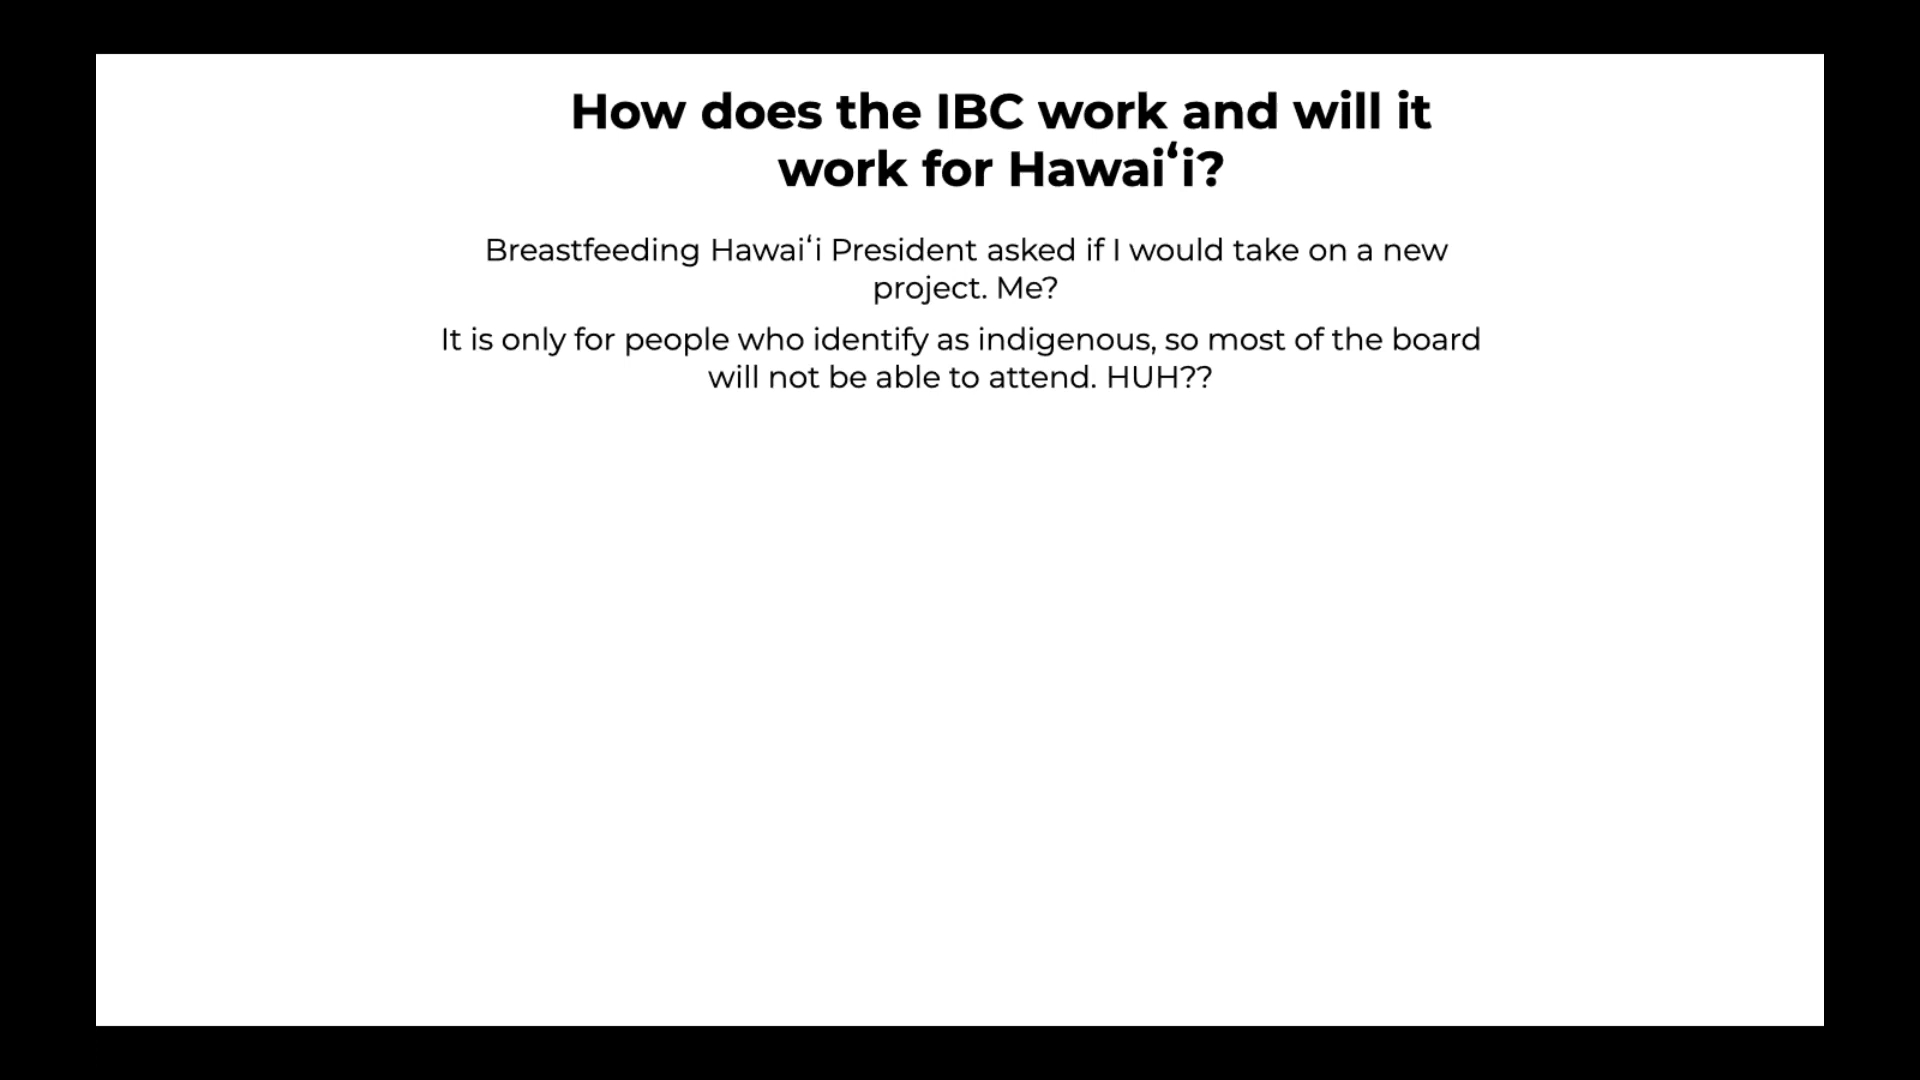 How does the IBC work and will it
work for Hawaiʻi?
Breastfeeding Hawaiʻi President asked if I would take on a new
project. Me?
It is only for people who identify as indigenous, so most of the board
will not be able to attend. HUH??